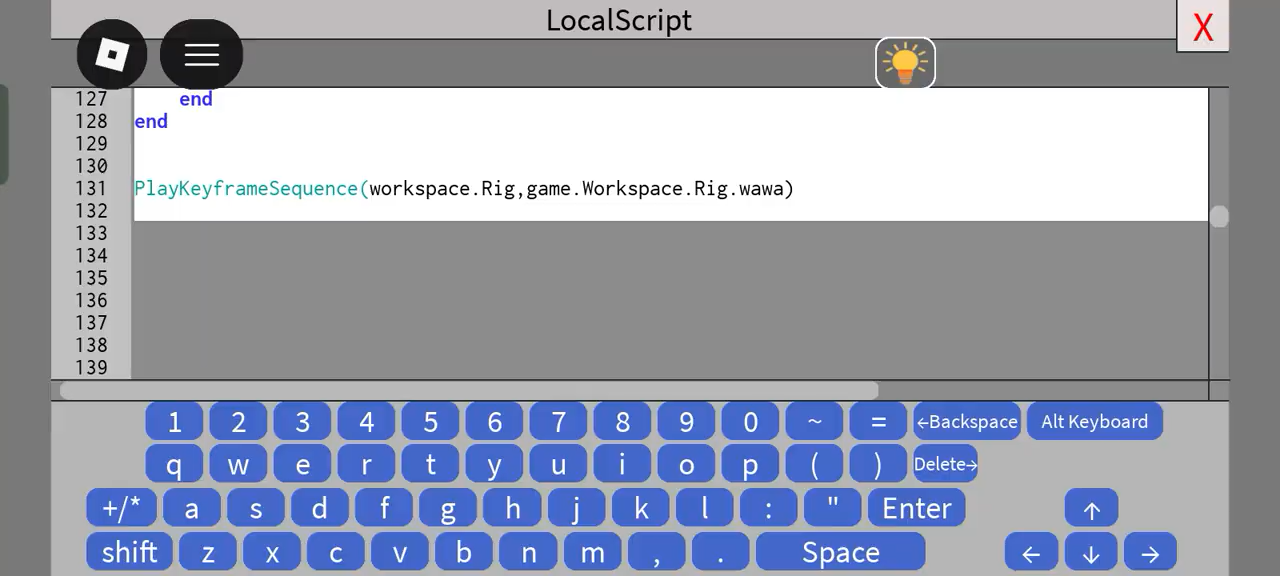 LocalScript
X
127 end
128 end
129
130
131 PlayKeyframeSequence(workspace.Rig,game.Workspace.Rig.wawa)
132
133
134
135
136
137
138
139
1 2 3 4 5 6 7 8 9 0 ~ = ←Backspace Alt Keyboard
q w e r t y u i o p ( ) Delete→
+/* a s d f g h j k l : " Enter ↑
shift z x c v b n m , . Space ← ↓ →